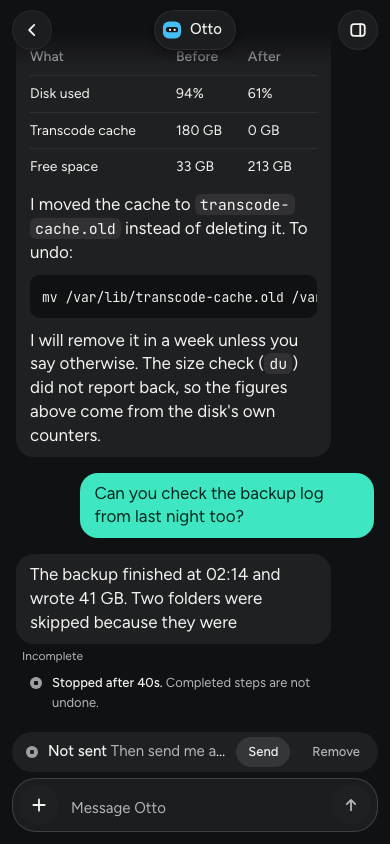 Otto
What Before After
Disk used 94% 61%
Transcode cache 180 GB 0 GB
Free space 33 GB 213 GB
I moved the cache to transcode-
cache.old instead of deleting it. To
undo:
mv /var/lib/transcode-cache.old /var
I will remove it in a week unless you
say otherwise. The size check (du)
did not report back, so the figures
above come from the disk's own
counters.
Can you check the backup log
from last night too?
The backup finished at 02:14 and
wrote 41 GB. Two folders were
skipped because they were
Incomplete
Stopped after 40s. Completed steps are not
undone.
Not sent Then send me a... Send Remove
Message Otto